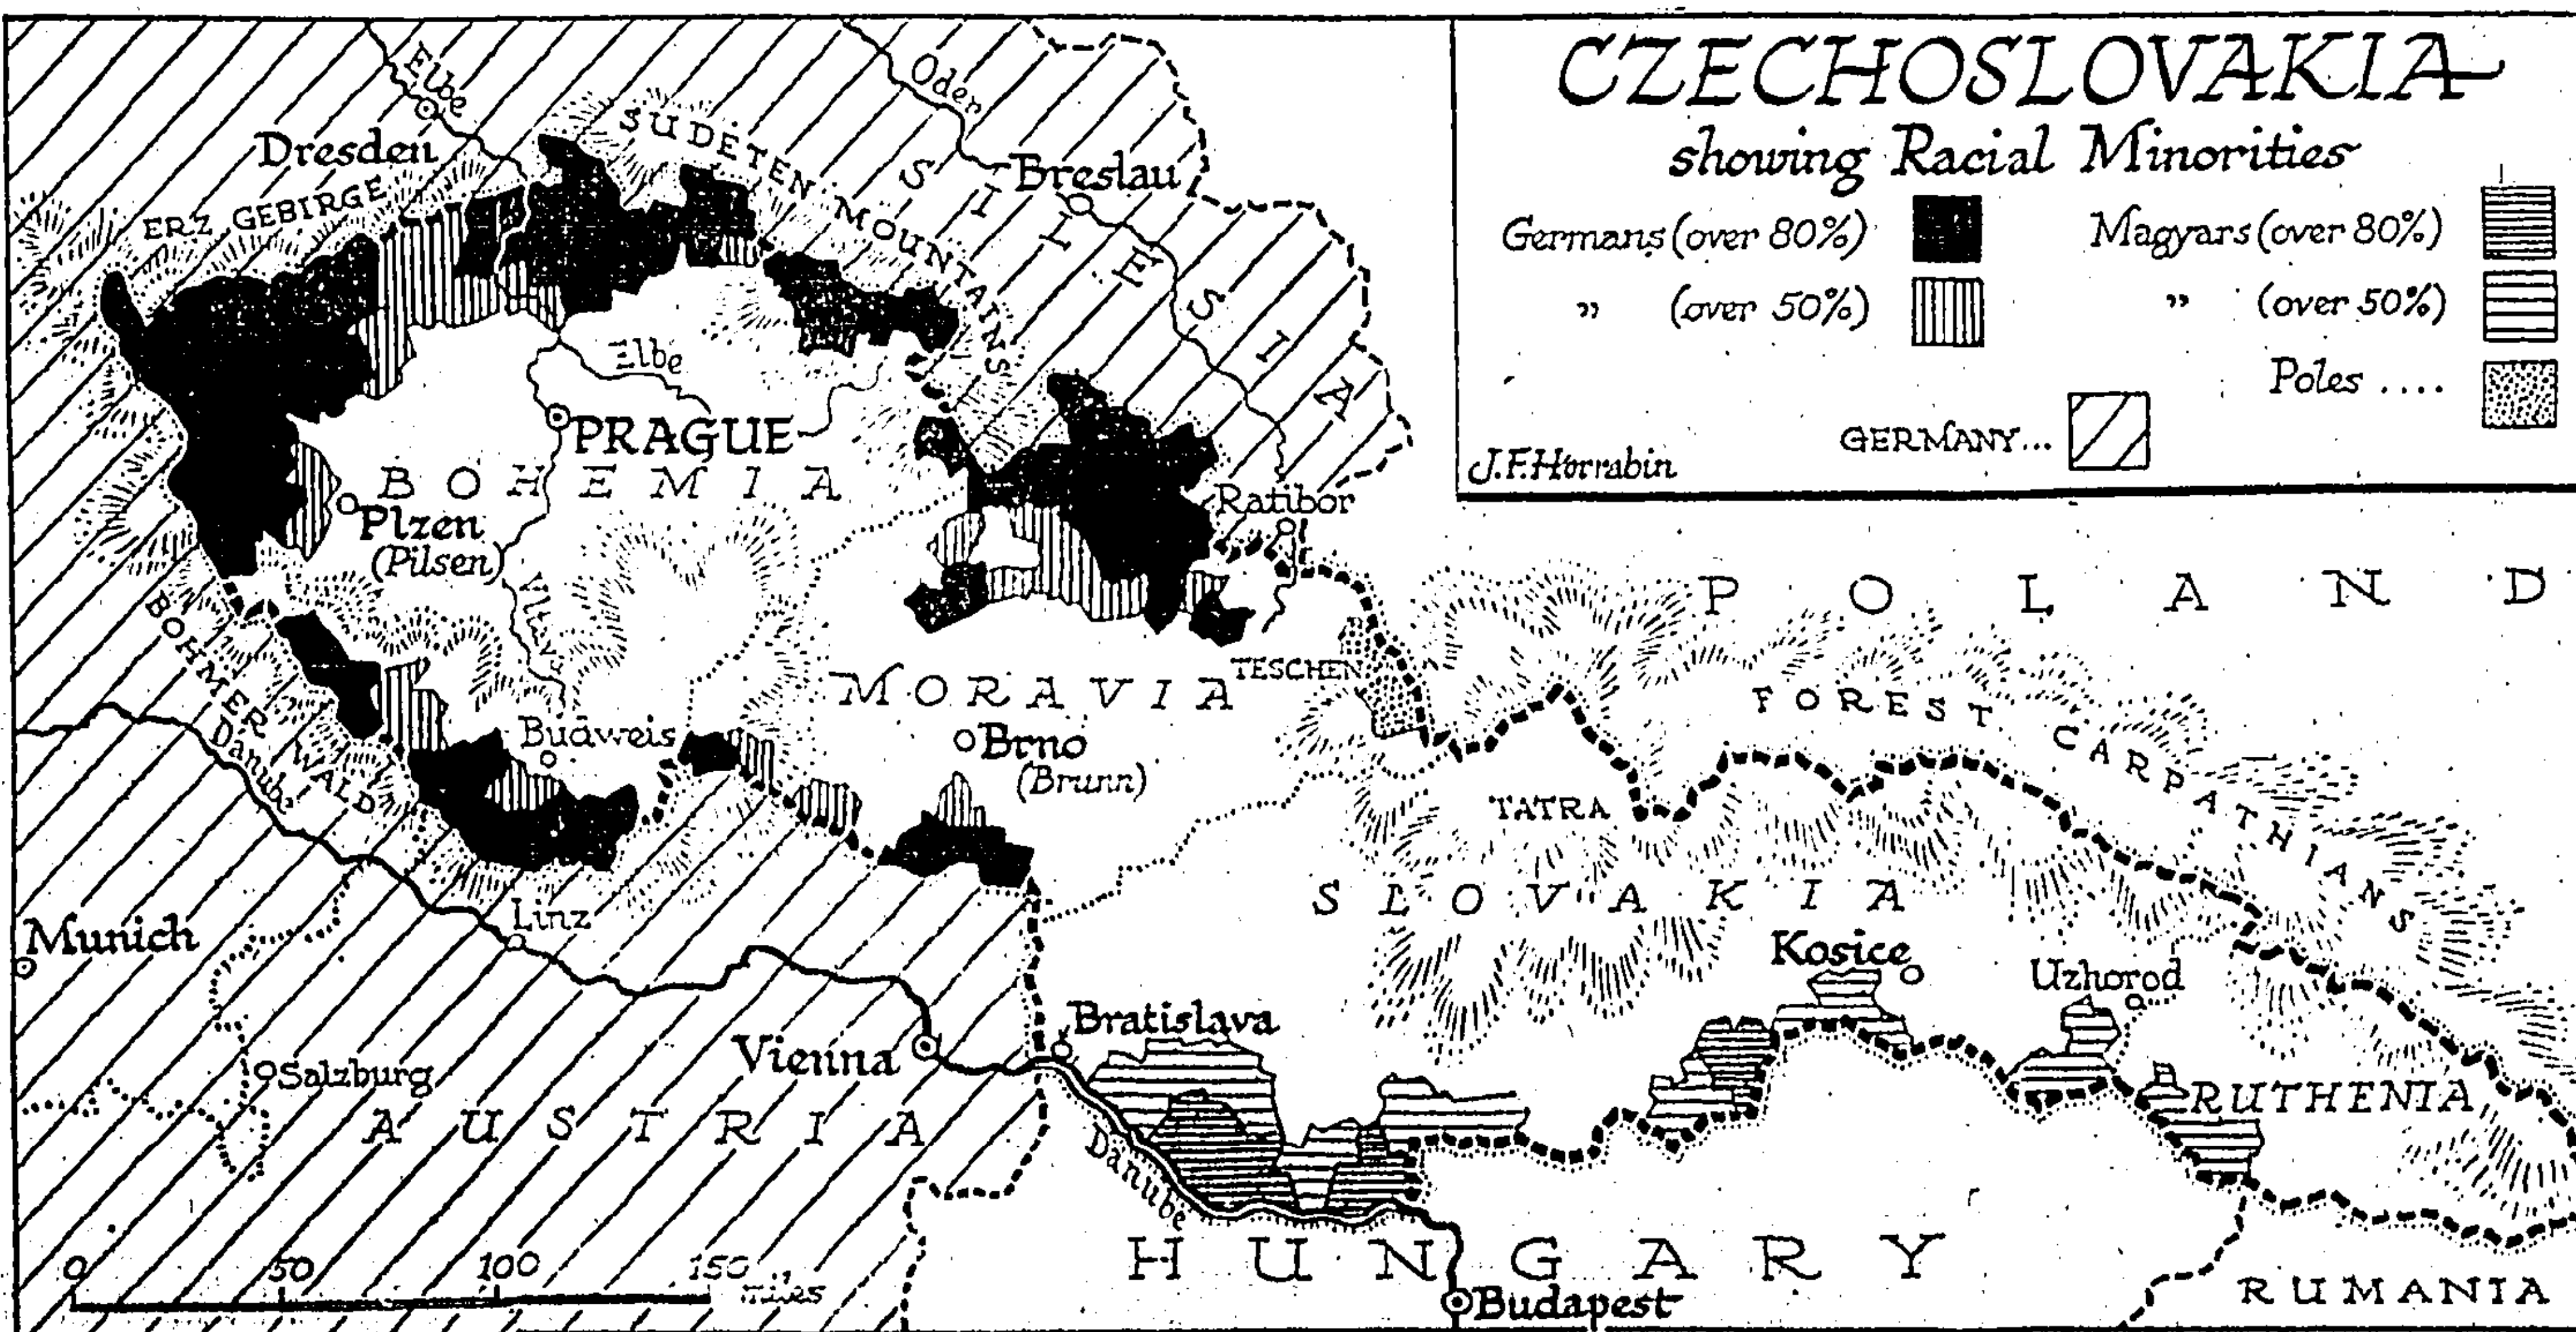 CZECHOSLOVAKIA
showing Racial Minorities
Germans (over 80%)
Magyars (over 80%)
” (over 50%)
” (over 50%)
Poles ....
GERMANY...
J.F.Horrabin
Elbe
Oder
Dresden
SUDETEN MOUNTAINS
ERZ GEBIRGE
SILESIA
Breslau
Elbe
PRAGUE
BOHEMIA
Plzen
(Pilsen)
Ratibor
POLAND
BOHMER WALD
MORAVIA
TESCHEN
FOREST CARPATHIANS
Danube
Budweis
Brno
(Brunn)
TATRA
SLOVAKIA
Munich
Linz
Kosice
Uzhorod
Vienna
Bratislava
Salzburg
RUTHENIA
AUSTRIA
Danube
HUNGARY
0 50 100 150
miles
Budapest
RUMANIA